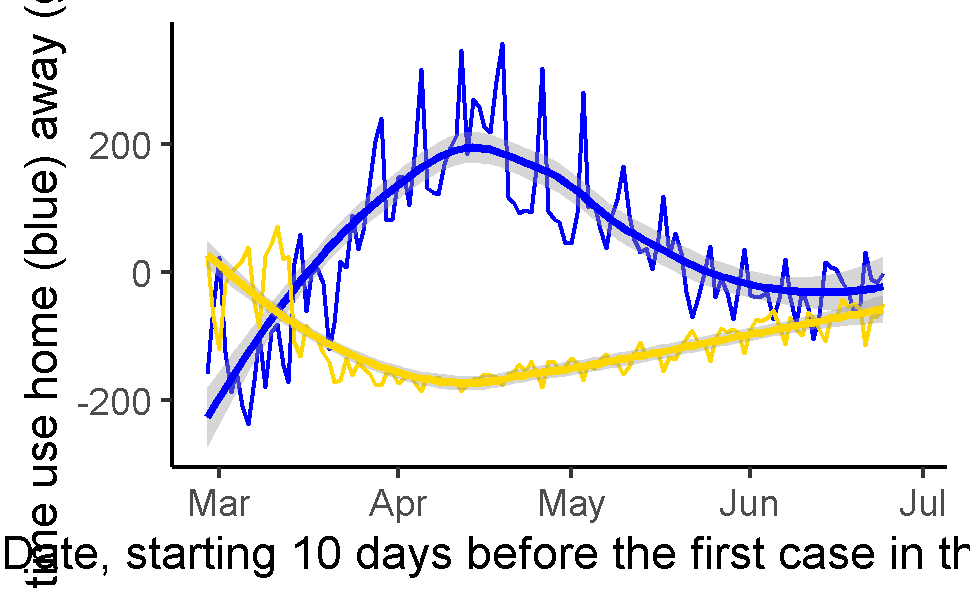 time use home (blue) away (
200
0
-200
Mar Apr May Jun Jul
Date, starting 10 days before the first case in th